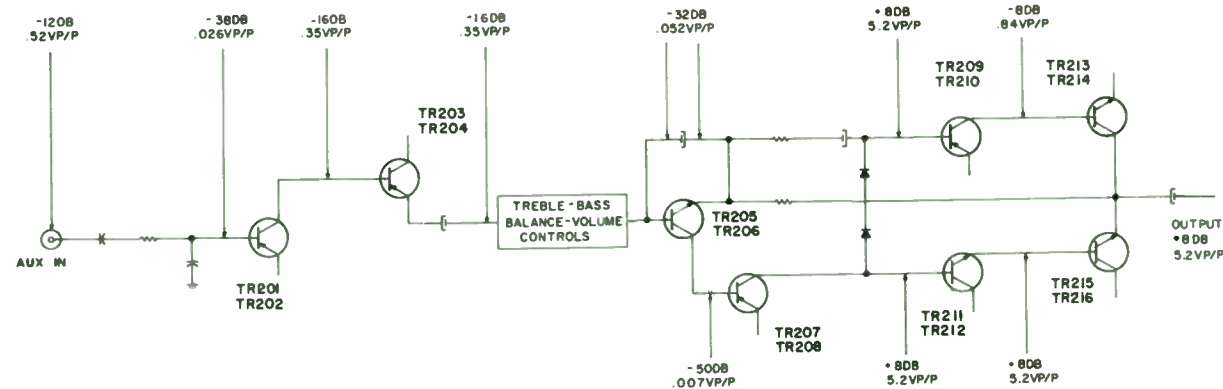 -12DB
.52VP/P
-38DB
.026VP/P
-16DB
.35VP/P
-16DB
.35VP/P
-32DB
.052VP/P
•8DB
5.2VP/P
-8DB
.84VP/P
TR203
TR204
TR209
TR210
TR213
TR214
AUX IN
TR201
TR202
TREBLE-BASS
BALANCE-VOLUME
CONTROLS
TR205
TR206
OUTPUT
•8DB
5.2VP/P
TR207
TR208
TR211
TR212
TR215
TR216
-50DB
.007VP/P
•8DB
5.2VP/P
•8DB
5.2VP/P